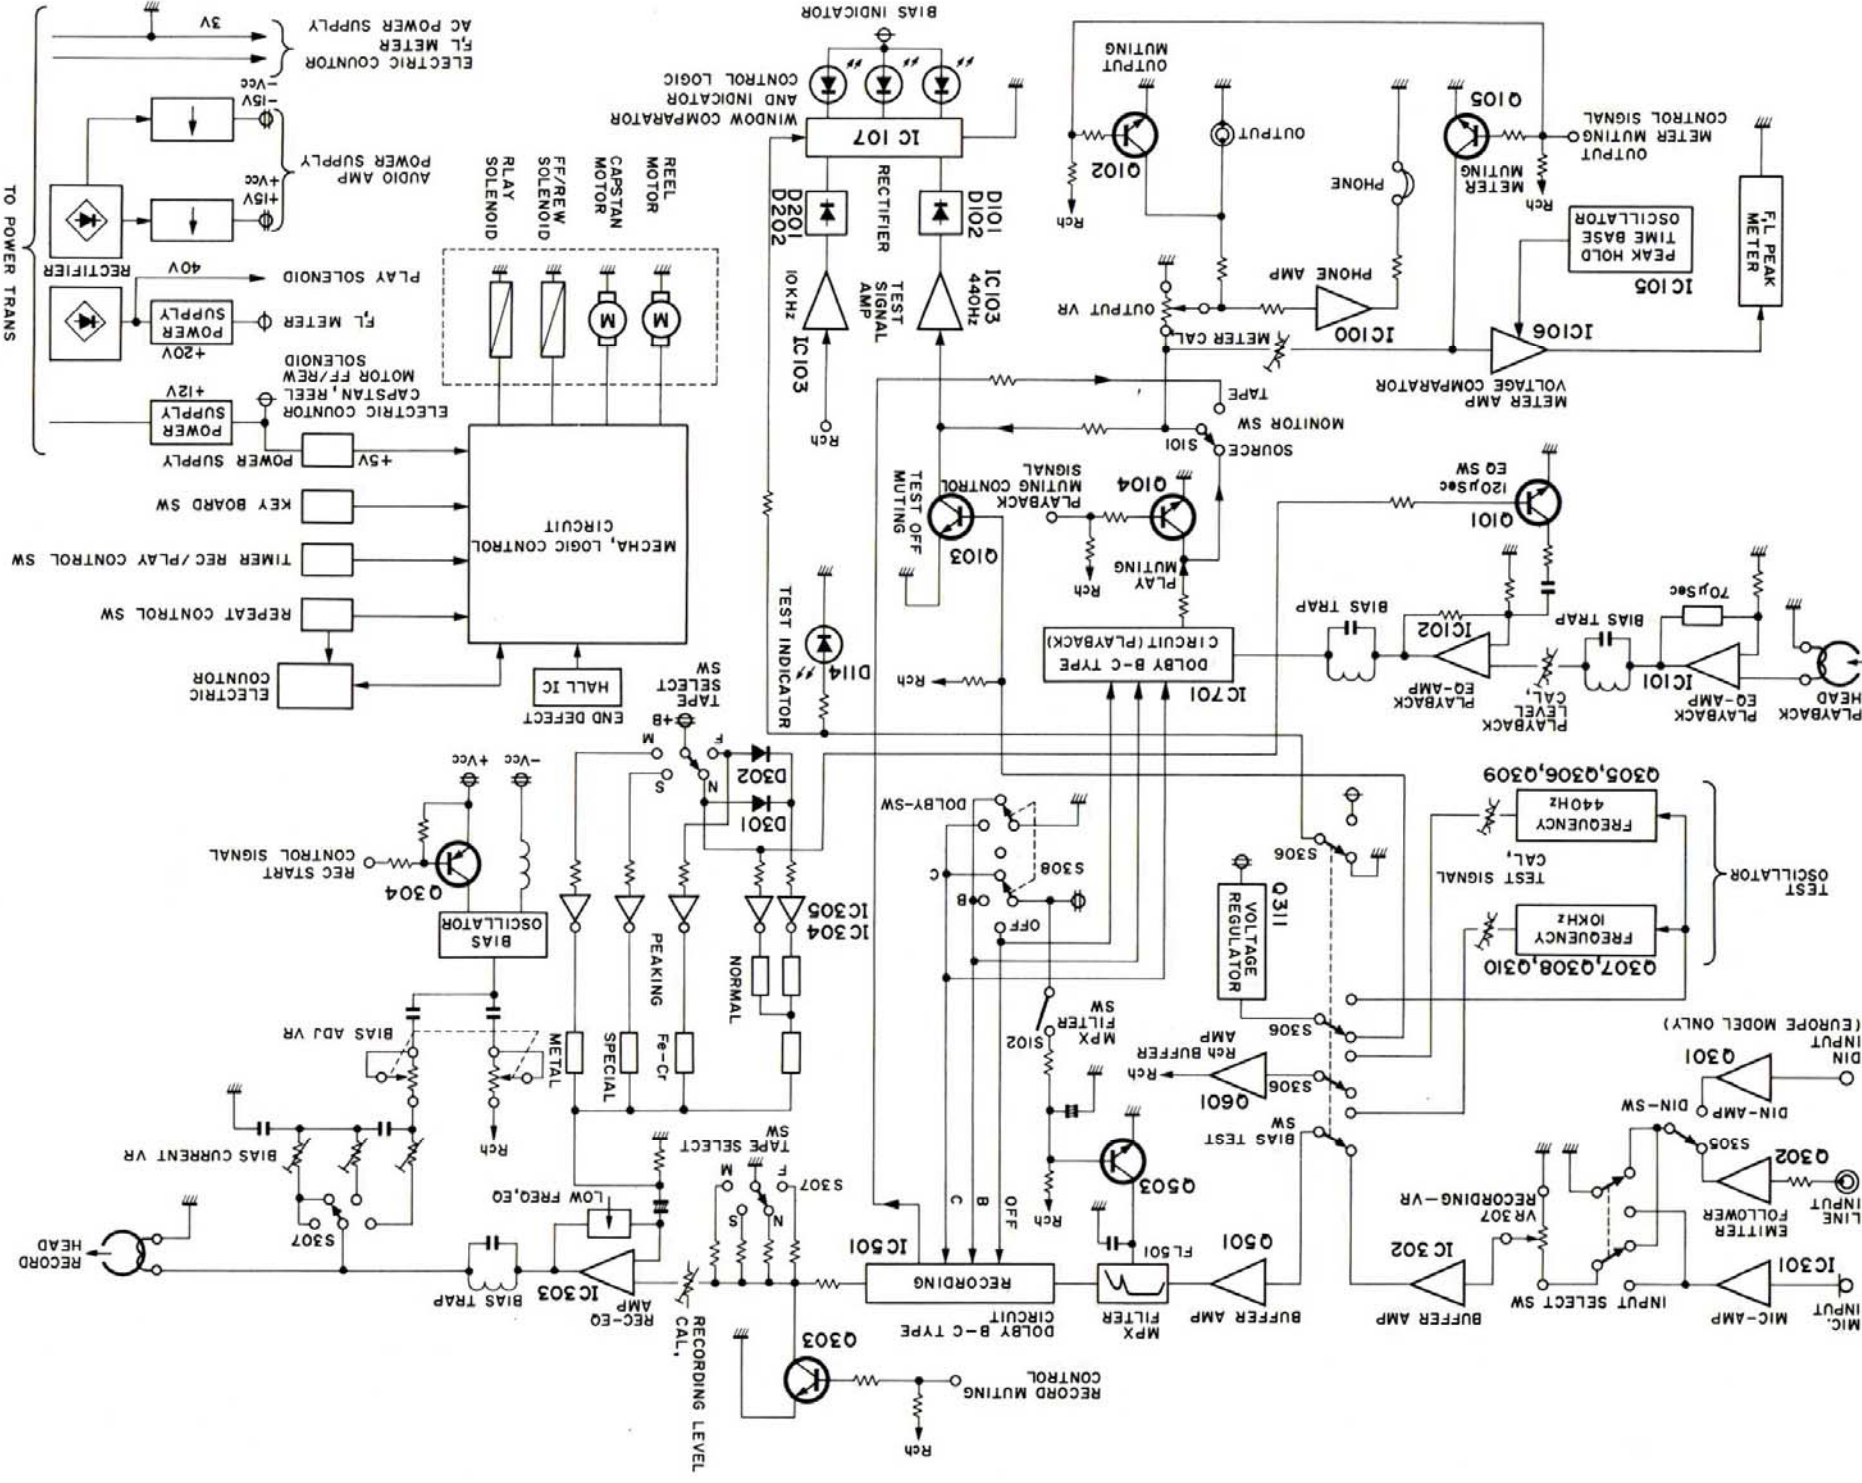 MIC.
INPUT
MIC-AMP
IC301
INPUT SELECT SW
LINE
INPUT
Q302
EMITTER
FOLLOWER
S305
DIN-SW
DIN-AMP
Q301
DIN
INPUT
(EUROPE MODEL ONLY)
RECORDING-VR
VR307
BUFFER AMP
IC302
BIAS TEST
SW
BUFFER AMP
Q501
MPX
FILTER
FL501
Q503
DOLBY B-C TYPE
CIRCUIT
RECORDING
IC501
OFF
B
C
Rch
RECORD MUTING
CONTROL
Rch
Q303
RECORDING LEVEL
CAL,
REC-EQ
AMP
IC303
LOW FREQ,EQ
BIAS TRAP
RECORD
HEAD
S307
F
N
S
M
TAPE SELECT
SW
S307
BIAS CURRENT VR
BIAS ADJ VR
Rch
TEST
OSCILLATOR
Q307,Q308,Q310
FREQUENCY
10KHz
TEST SIGNAL
CAL,
FREQUENCY
440Hz
Q305,Q306,Q309
S306
Q601
Rch BUFFER
AMP
Rch
S306
Q311
VOLTAGE
REGULATOR
S306
S102
MPX
FILTER
SW
OFF
B
C
S308
DOLBY-SW
NORMAL
Fe-Cr
PEAKING
SPECIAL
METAL
IC304
IC305
D301
D302
F
N
S
M
+B
TAPE
SELECT
SW
BIAS
OSCILLATOR
Q304
REC START
CONTROL SIGNAL
-Vcc
+Vcc
PLAYBACK
HEAD
PLAYBACK
EQ-AMP
IC101
70µSec
BIAS TRAP
PLAYBACK
LEVEL
CAL,
PLAYBACK
EQ-AMP
IC102
BIAS TRAP
Q101
120µSec
EQ SW
IC701
DOLBY B-C TYPE
CIRCUIT(PLAYBACK)
Rch
PLAY
MUTING
Q104
PLAYBACK
MUTING CONTROL
SIGNAL
Rch
Q103
TEST OFF
MUTING
D114
TEST INDICATOR
SOURCE
S101
MONITOR SW
TAPE
METER AMP
VOLTAGE COMPARATOR
IC106
IC105
PEAK HOLD
TIME BASE
OSCILLATOR
F,L PEAK
METER
METER CAL
IC100
PHONE AMP
OUTPUT VR
PHONE
OUTPUT
METER
MUTING
Q105
Rch
OUTPUT
METER MUTING
CONTROL SIGNAL
Q102
OUTPUT
MUTING
Rch
IC103
440Hz
TEST
SIGNAL
AMP
Rch
IC103
10KHz
D101
D102
RECTIFIER
D201
D202
IC107
WINDOW COMPARATOR
AND INDICATOR
CONTROL LOGIC
BIAS INDICATOR
END DEFECT
HALL IC
ELECTRIC
COUNTOR
MECHA, LOGIC CONTROL
CIRCUIT
REPEAT CONTROL SW
TIMER REC/PLAY CONTROL SW
KEY BOARD SW
+5V
POWER SUPPLY
REEL
MOTOR
CAPSTAN
MOTOR
FF/REW
SOLENOID
RLAY
SOLENOID
POWER
SUPPLY
+12V
ELECTRIC COUNTOR
CAPSTAN, REEL
MOTOR FF/REW
SOLENOID
+20V
POWER
SUPPLY
F,L METER
40V
PLAY SOLENOID
RECTIFIER
+15V
+Vcc
AUDIO AMP
POWER SUPPLY
-15V
-Vcc
ELECTRIC COUNTOR
F,L METER
AC POWER SUPPLY
3V
TO POWER TRANS